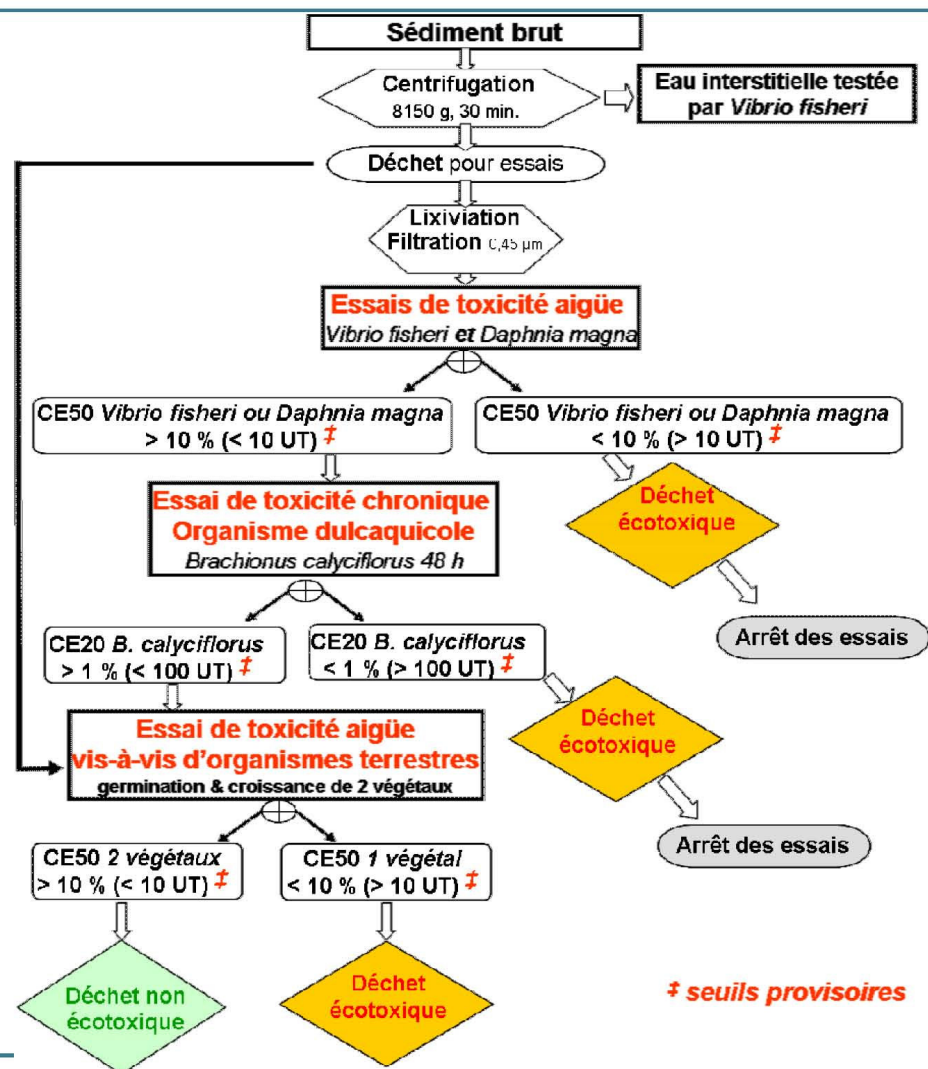 Sédiment brut
Centrifugation
8150 g, 30 min.
Eau interstitielle testée
par Vibrio fisheri
Déchet pour essais
Lixiviation
Filtration 0,45 µm
Essais de toxicité aigüe
Vibrio fisheri et Daphnia magna
CE50 Vibrio fisheri ou Daphnia magna
> 10 % (< 10 UT) ‡
CE50 Vibrio fisheri ou Daphnia magna
< 10 % (> 10 UT) ‡
Essai de toxicité chronique
Organisme dulcaquicole
Brachionus calyciflorus 48 h
Déchet
écotoxique
Arrêt des essais
CE20 B. calyciflorus
> 1 % (< 100 UT) ‡
CE20 B. calyciflorus
< 1 % (> 100 UT) ‡
Essai de toxicité aigüe
vis-à-vis d'organismes terrestres
germination & croissance de 2 végétaux
Déchet
écotoxique
Arrêt des essais
CE50 2 végétaux
> 10 % (< 10 UT) ‡
CE50 1 végétal
< 10 % (> 10 UT) ‡
Déchet non
écotoxique
Déchet
écotoxique
‡ seuils provisoires